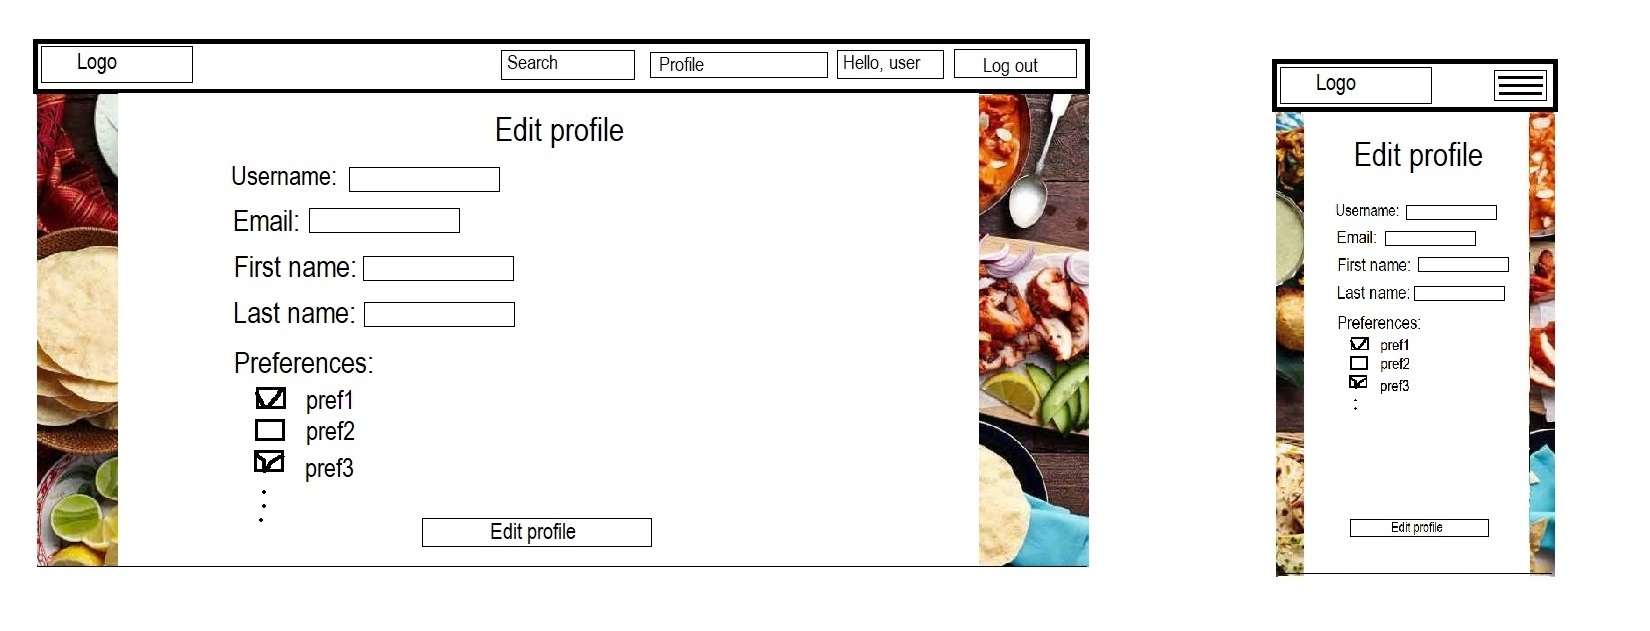 Logo
Search
Profile
Hello, user
Log out
Edit profile
Username:
Email:
First name:
Last name:
Preferences:
pref1
pref2
pref3
Edit profile
Logo
Edit profile
Username:
Email:
First name:
Last name:
Preferences:
pref1
pref2
pref3
Edit profile